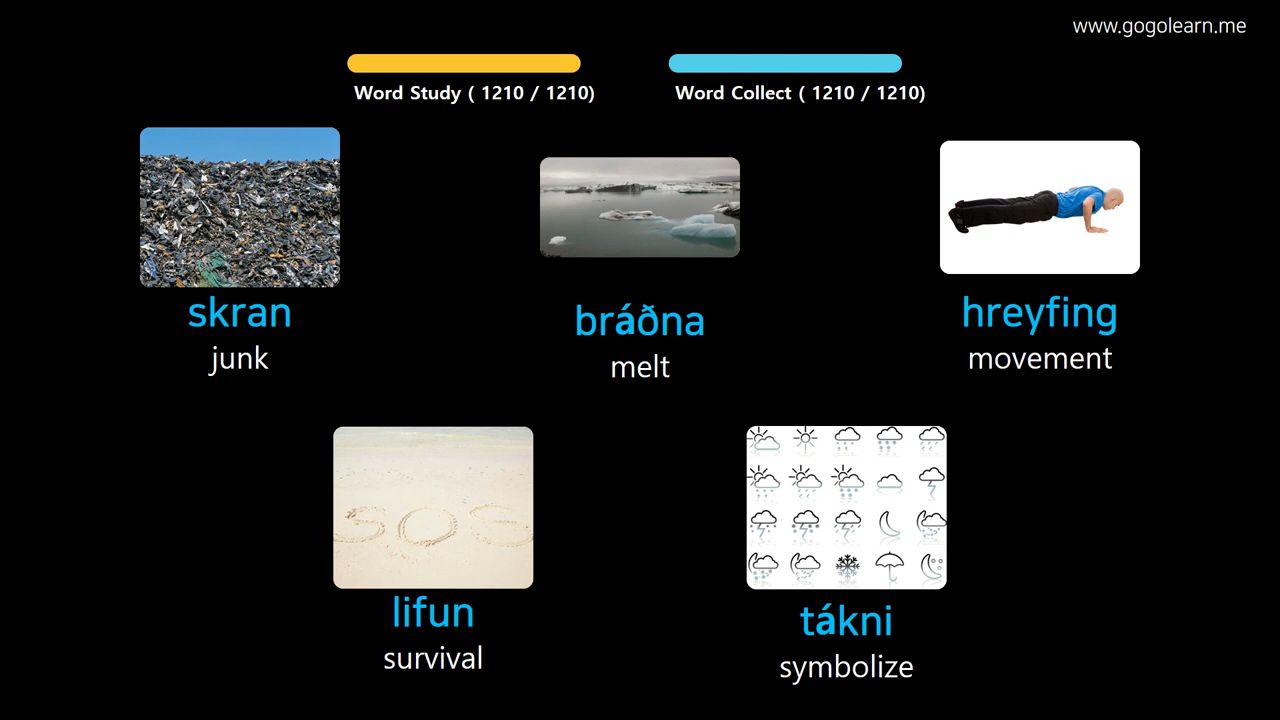 www.gogolearn.me
Word Study ( 1210 / 1210)
Word Collect ( 1210 / 1210)
skran
junk
bráðna
melt
hreyfing
movement
SOS
lifun
survival
tákni
symbolize